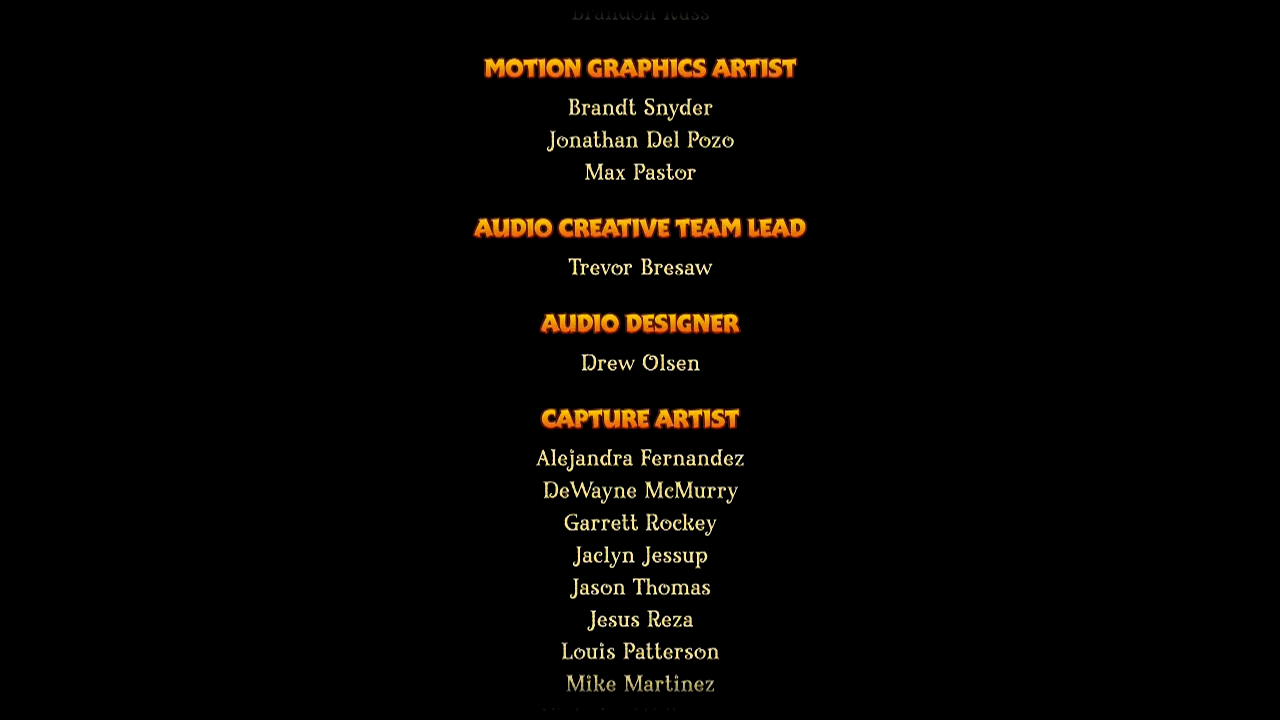 Brandon Russ
MOTION GRAPHICS ARTIST
Brandt Snyder
Jonathan Del Pozo
Max Pastor
AUDIO CREATIVE TEAM LEAD
Trevor Bresaw
AUDIO DESIGNER
Drew Olsen
CAPTURE ARTIST
Alejandra Fernandez
DeWayne McMurry
Garrett Rockey
Jaclyn Jessup
Jason Thomas
Jesus Reza
Louis Patterson
Mike Martinez